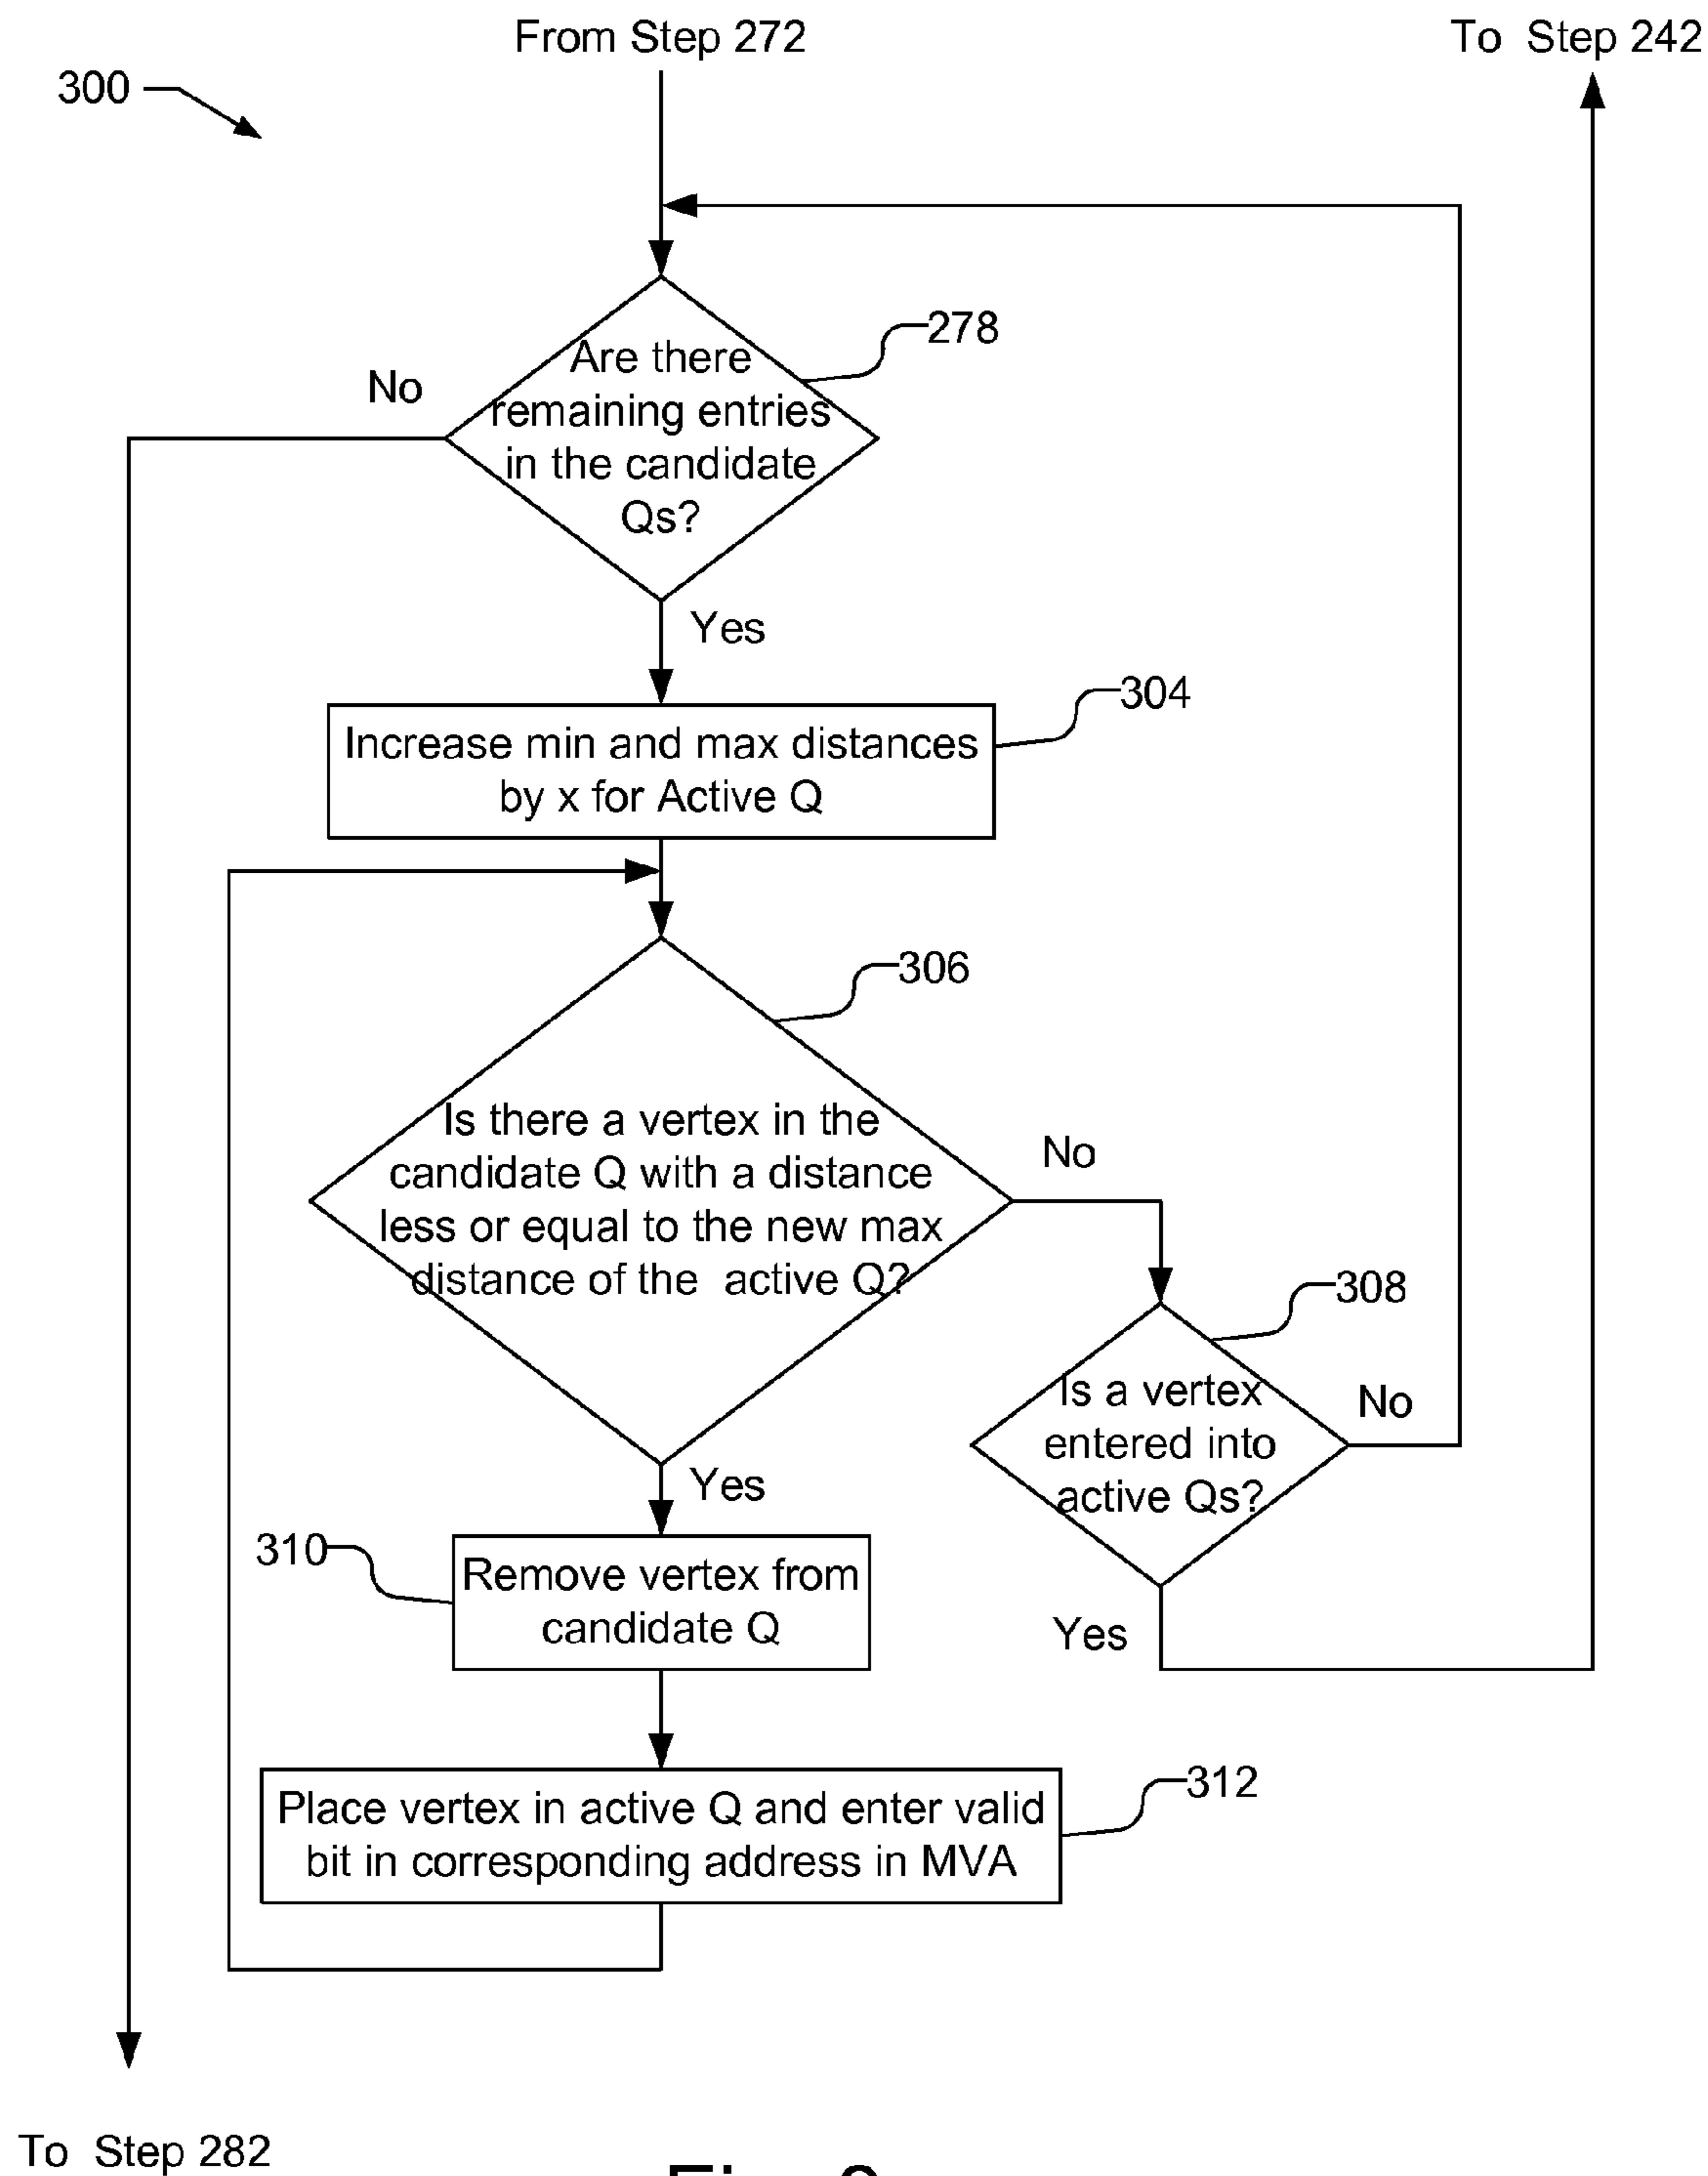 From Step 272
To Step 242
300
278
Are there
remaining entries
in the candidate
Qs?
No
Yes
304
Increase min and max distances
by x for Active Q
306
Is there a vertex in the
candidate Q with a distance
less or equal to the new max
distance of the active Q?
No
308
Is a vertex
entered into
active Qs?
No
Yes
Yes
310
Remove vertex from
candidate Q
312
Place vertex in active Q and enter valid
bit in corresponding address in MVA
To Step 282